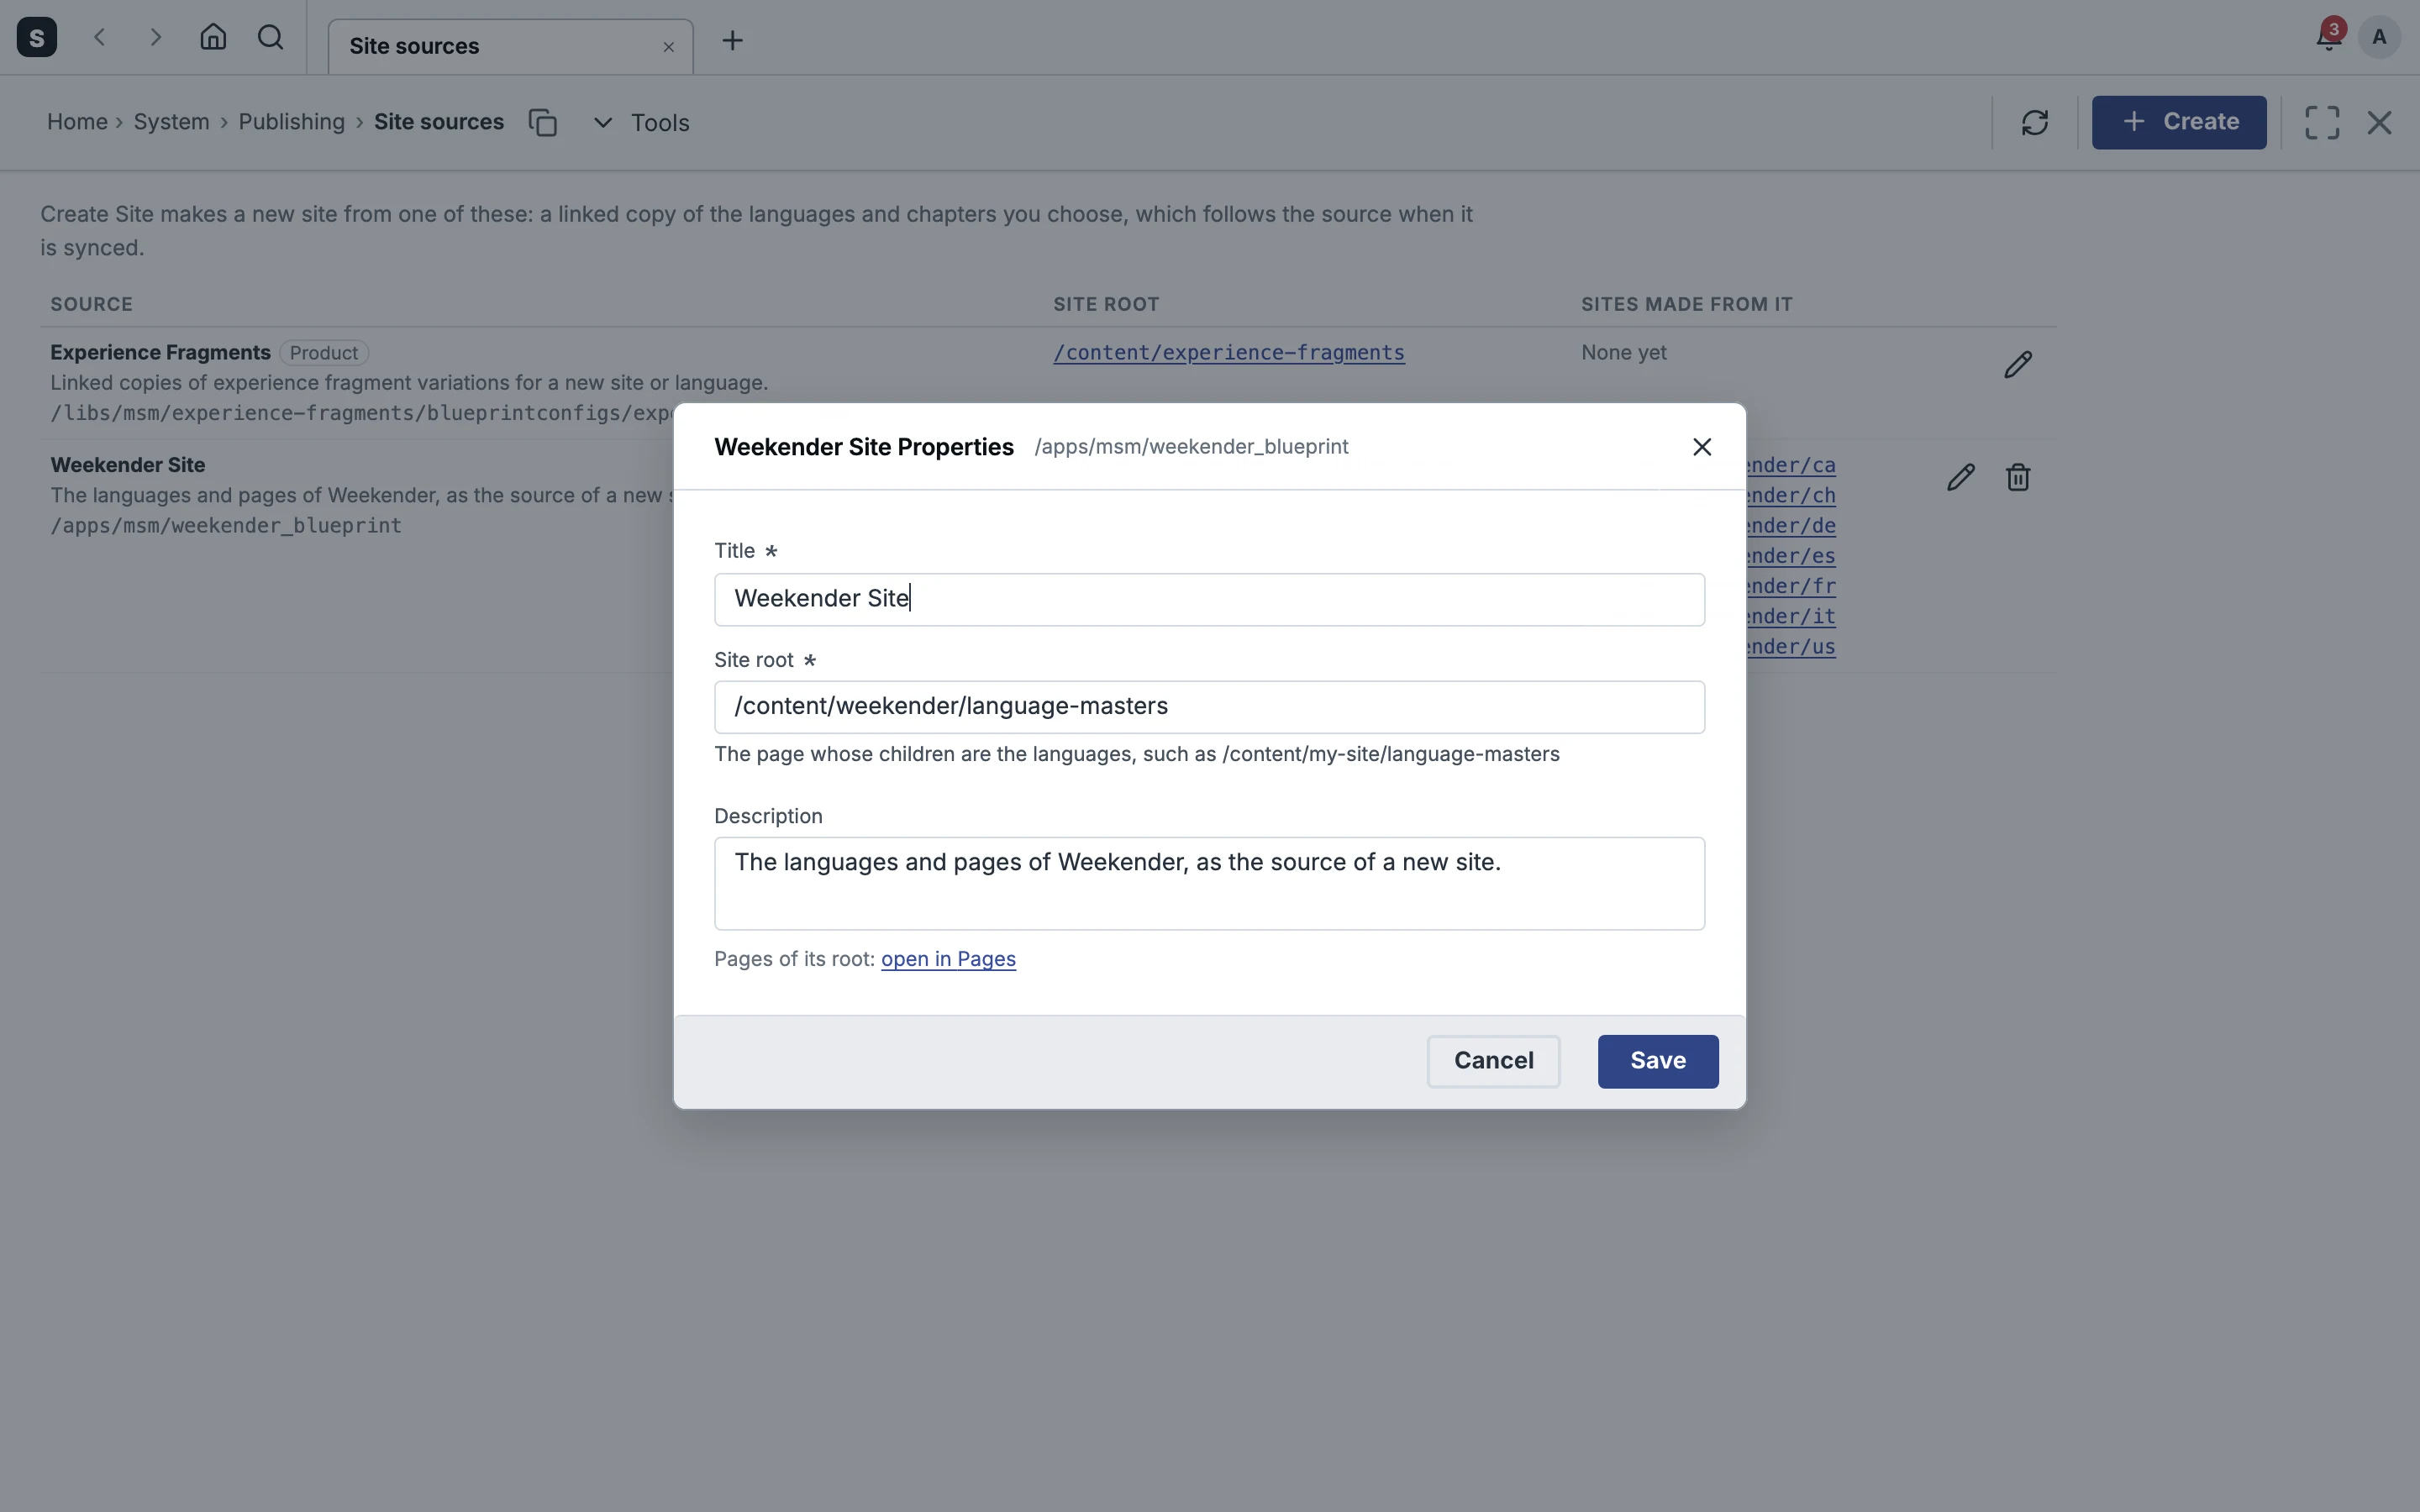 S
Site sources
3
A
Home › System › Publishing › Site sources
Tools
Create
Create Site makes a new site from one of these: a linked copy of the languages and chapters you choose, which follows the source when it
is synced.
SOURCE
SITE ROOT
SITES MADE FROM IT
Experience Fragments
Product
/content/experience-fragments
None yet
Linked copies of experience fragment variations for a new site or language.
/libs/msm/experience-fragments/blueprintconfigs/exp
Weekender Site
The languages and pages of Weekender, as the source of a new
/apps/msm/weekender_blueprint
ender/ca
ender/ch
ender/de
ender/es
ender/fr
ender/it
ender/us
Weekender Site Properties
/apps/msm/weekender_blueprint
Title *
Weekender Site
Site root *
/content/weekender/language-masters
The page whose children are the languages, such as /content/my-site/language-masters
Description
The languages and pages of Weekender, as the source of a new site.
Pages of its root: open in Pages
Cancel
Save